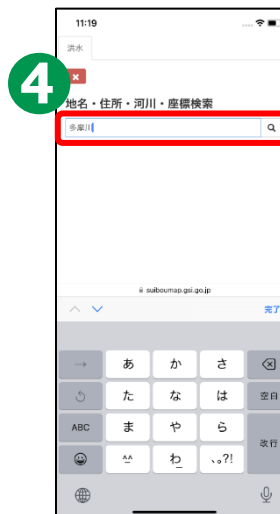 11:19
洪水
4
×
地名・住所・河川・座標検索
多摩川
suiboumap.gsi.go.jp
完了
→ あ か さ
た な は 空白
ABC ま や ら
^^ わ_ 、。?! 改行